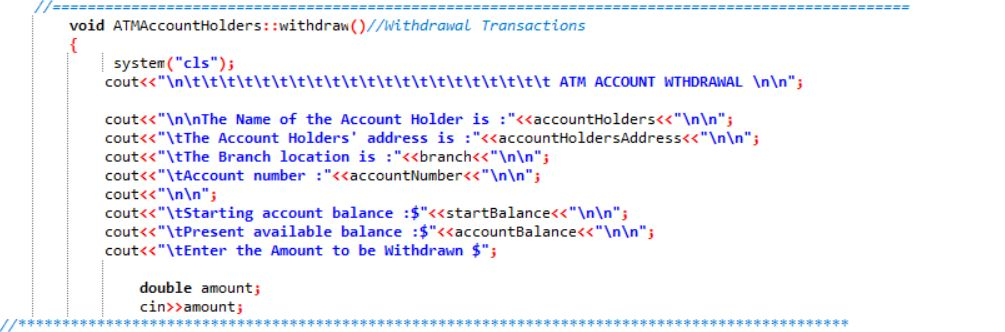 //==================================================================================================
void ATMAccountHolders::withdraw()//Withdrawal Transactions
{
system("cls");
cout<<"\n\t\t\t\t\t\t\t\t\t\t\t\t\t\t\t\t\t\t\t\t\t ATM ACCOUNT WTHDRAWAL \n\n";
cout<<"\n\nThe Name of the Account Holder is :"<<accountHolders<<"\n\n";
cout<<"\tThe Account Holders' address is :"<<accountHoldersAddress<<"\n\n";
cout<<"\tThe Branch location is :"<<branch<<"\n\n";
cout<<"\tAccount number :"<<accountNumber<<"\n\n";
cout<<"\n\n";
cout<<"\tStarting account balance :$"<<startBalance<<"\n\n";
cout<<"\tPresent available balance :$"<<accountBalance<<"\n\n";
cout<<"\tEnter the Amount to be Withdrawn $";
double amount;
cin>>amount;
//***********************************************************************************************